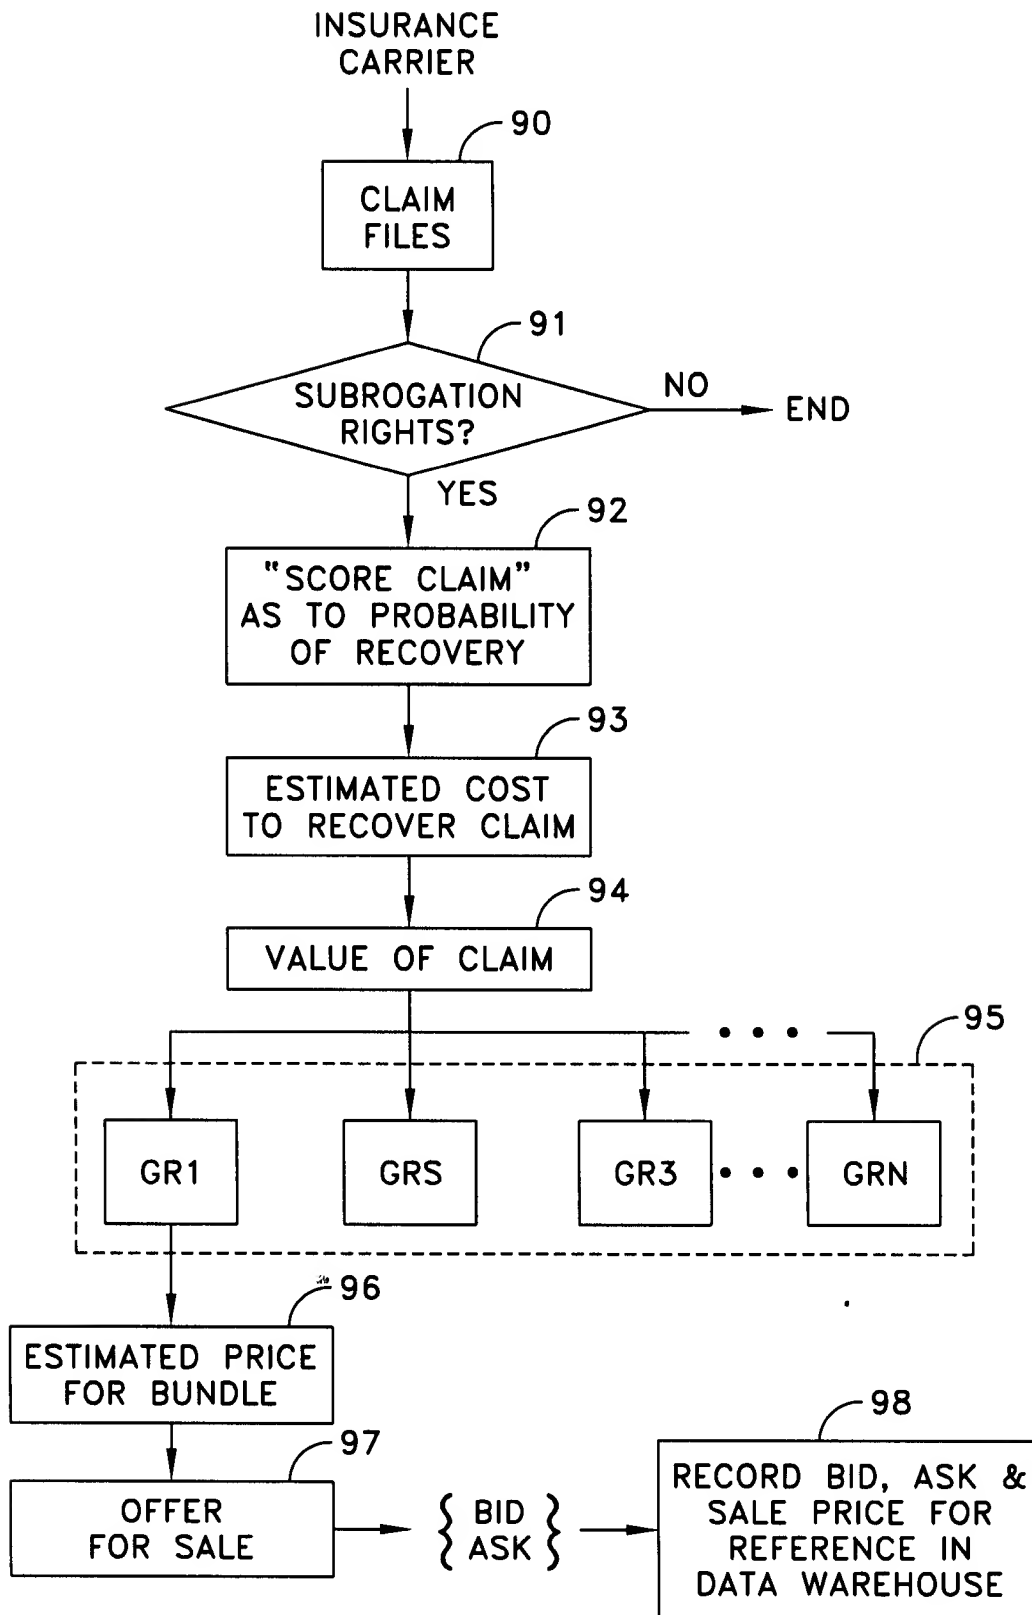 INSURANCE
CARRIER
90
CLAIM
FILES
91
SUBROGATION
RIGHTS?
NO
END
YES
92
"SCORE CLAIM"
AS TO PROBABILITY
OF RECOVERY
93
ESTIMATED COST
TO RECOVER CLAIM
94
VALUE OF CLAIM
95
GR1
GRS
GR3
GRN
96
ESTIMATED PRICE
FOR BUNDLE
97
OFFER
FOR SALE
BID
ASK
98
RECORD BID, ASK &
SALE PRICE FOR
REFERENCE IN
DATA WAREHOUSE